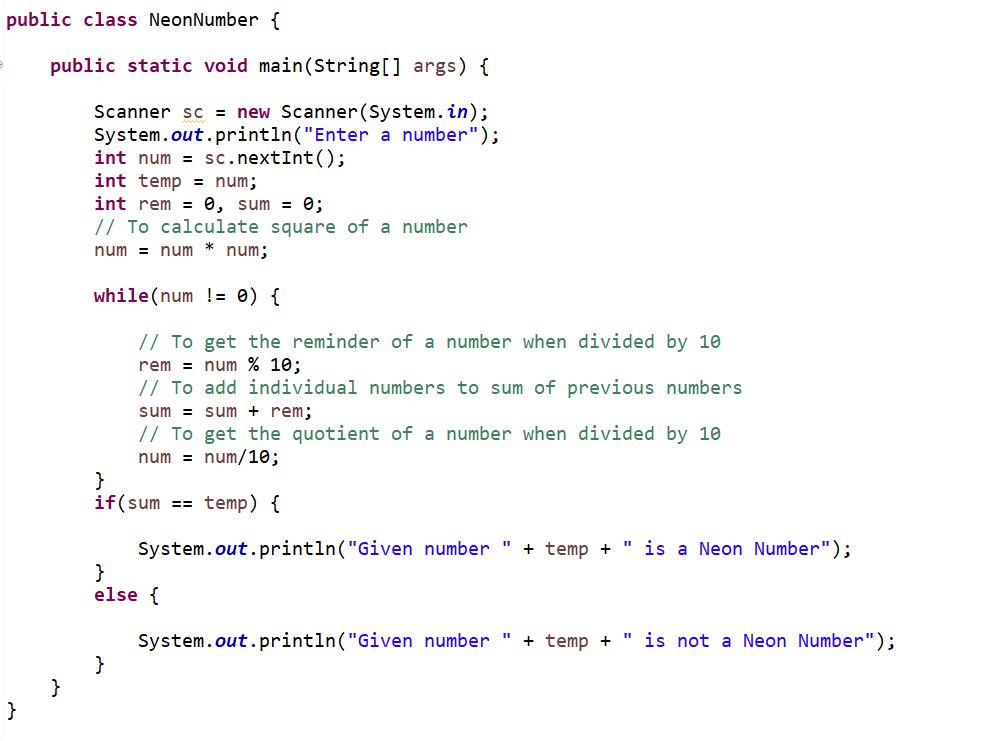 public class NeonNumber {
public static void main(String[] args) {
Scanner sc = new Scanner(System.in);
System.out.println("Enter a number");
int num = sc.nextInt();
int temp = num;
int rem = 0, sum = 0;
// To calculate square of a number
num = num * num;
while(num != 0) {
// To get the reminder of a number when divided by 10
rem = num % 10;
// To add individual numbers to sum of previous numbers
sum = sum + rem;
// To get the quotient of a number when divided by 10
num = num/10;
}
if(sum == temp) {
System.out.println("Given number " + temp + " is a Neon Number");
}
else {
System.out.println("Given number " + temp + " is not a Neon Number");
}
}
}